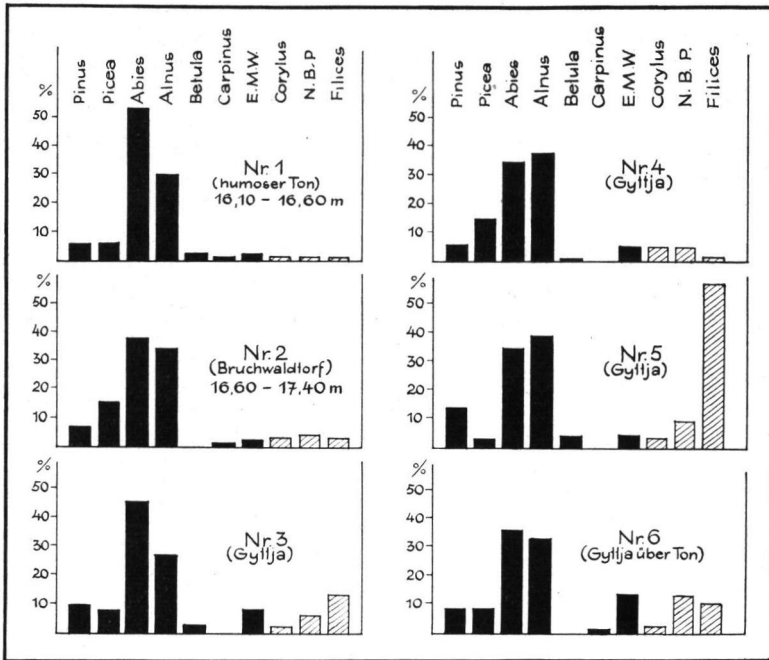 Pinus
Picea
Abies
Alnus
Betula
Carpinus
E.M.W.
Corylus
N.B.P.
Filices
%
50
40
30
20
10
Nr. 1
(humoser Ton)
16,10 – 16,60 m
%
50
40
30
20
10
Nr. 2
(Bruchwaldtorf)
16,60 – 17,40 m
%
50
40
30
20
10
Nr. 3
(Gyttja)
Pinus
Picea
Abies
Alnus
Betula
Carpinus
E.M.W.
Corylus
N.B.P.
Filices
%
50
40
30
20
10
Nr. 4
(Gyttja)
%
50
40
30
20
10
Nr. 5
(Gyttja)
%
50
40
30
20
10
Nr. 6
(Gyttja über Ton)